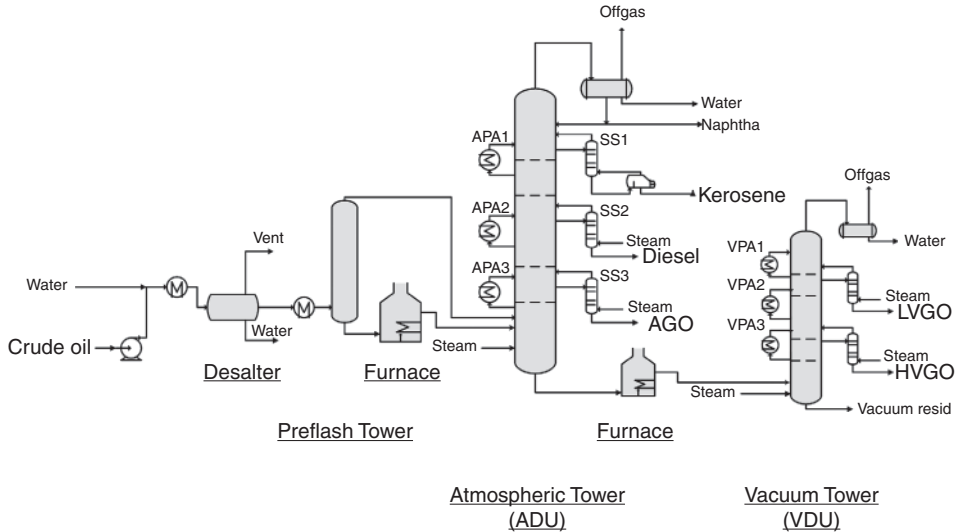 Offgas
Water
Naphtha
APA1
SS1
Kerosene
Offgas
APA2
SS2
Steam
Diesel
Water
Vent
VPA1
APA3
SS3
Steam
AGO
Water
VPA2
Steam
LVGO
Crude oil
Water
Steam
VPA3
Steam
HVGO
Desalter
Furnace
Steam
Vacuum resid
Preflash Tower
Furnace
Atmospheric Tower
(ADU)
Vacuum Tower
(VDU)